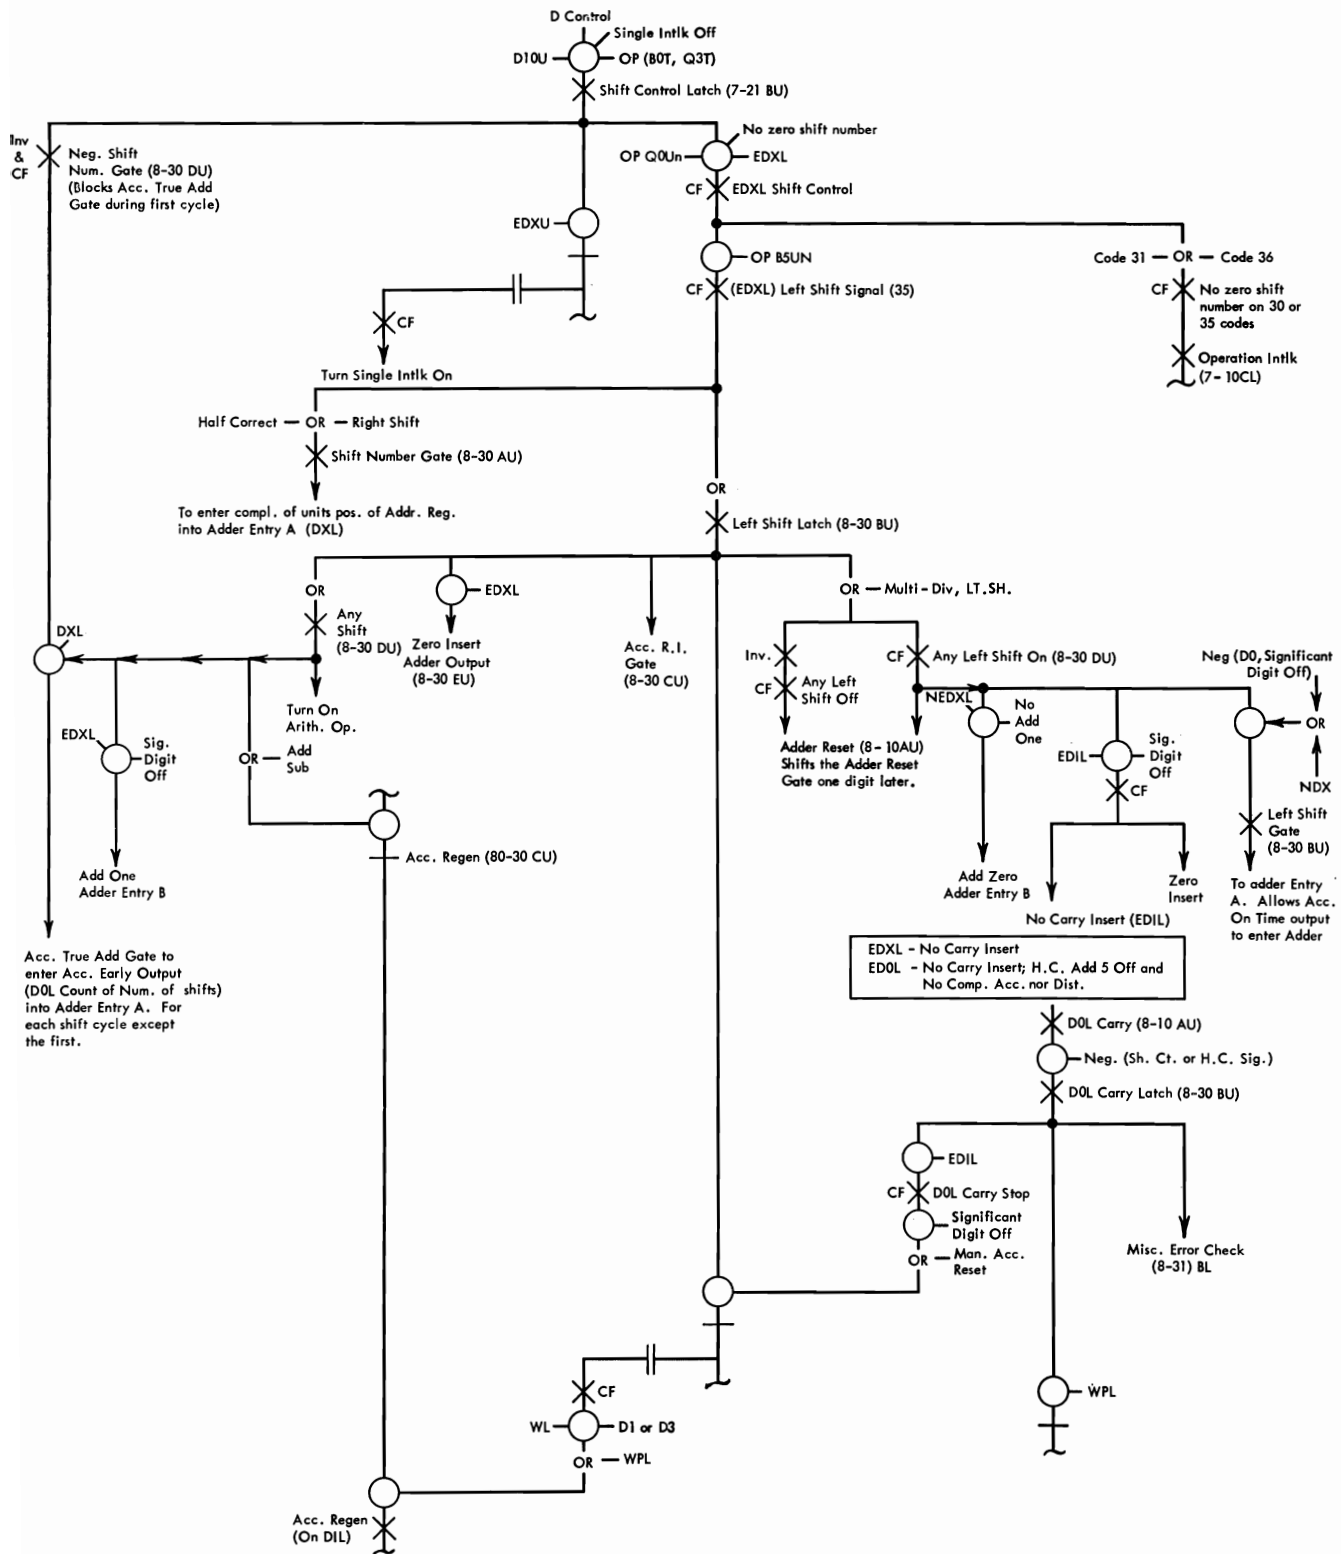 D Control
Single Intlk Off
D10U
OP (B0T, Q3T)
Shift Control Latch (7-21 BU)
Inv
&
CF
Neg. Shift
Num. Gate (8-30 DU)
(Blocks Acc. True Add
Gate during first cycle)
No zero shift number
OP Q0Un
EDXL
CF
EDXL Shift Control
EDXU
OP B5UN
Code 31
OR
Code 36
CF
(EDXL) Left Shift Signal (35)
CF
No zero shift
number on 30 or
35 codes
CF
Operation Intlk
(7-10CL)
Turn Single Intlk On
Half Correct
OR
Right Shift
Shift Number Gate (8-30 AU)
OR
To enter compl. of units pos. of Addr. Reg.
into Adder Entry A (DXL)
Left Shift Latch (8-30 BU)
OR
EDXL
OR
Multi-Div, LT.SH.
Any
Shift
(8-30 DU)
DXL
Zero Insert
Adder Output
(8-30 EU)
Acc. R.I.
Gate
(8-30 CU)
Inv.
CF
Any Left Shift On (8-30 DU)
Neg (D0, Significant
Digit Off)
CF
Any Left
Shift Off
NEDXL
No
Add
One
OR
Turn On
Arith. Op.
EDXL
Sig.
Digit
Off
OR
Add
Sub
Adder Reset (8-10AU)
Shifts the Adder Reset
Gate one digit later.
EDIL
Sig.
Digit
Off
CF
NDX
Left Shift
Gate
(8-30 BU)
Acc. Regen (80-30 CU)
Add One
Adder Entry B
Add Zero
Adder Entry B
Zero
Insert
To adder Entry
A. Allows Acc.
On Time output
to enter Adder
No Carry Insert (EDIL)
Acc. True Add Gate to
enter Acc. Early Output
(D0L Count of Num. of shifts)
into Adder Entry A. For
each shift cycle except
the first.
EDXL - No Carry Insert
ED0L - No Carry Insert; H.C. Add 5 Off and
No Comp. Acc. nor Dist.
D0L Carry (8-10 AU)
Neg. (Sh. Ct. or H.C. Sig.)
D0L Carry Latch (8-30 BU)
EDIL
CF
D0L Carry Stop
Significant
Digit Off
OR
Man. Acc.
Reset
Misc. Error Check
(8-31) BL
CF
WPL
WL
D1 or D3
OR
WPL
Acc. Regen
(On DIL)